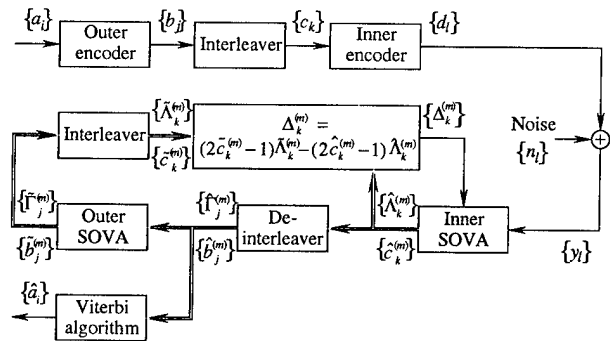 {a_i}
Outer
encoder
{b_j}
Interleaver
{c_k}
Inner
encoder
{d_l}
Interleaver
{Λ̃_k^(m)}
{c̃_k^(m)}
Δ_k^(m) =
(2c̃_k^(m)−1)Λ̃_k^(m)−(2ĉ_k^(m)−1)Λ̂_k^(m)
{Δ_k^(m)}
Noise
{n_l}
+
{Γ̃_j^(m)}
{b̃_j^(m)}
Outer
SOVA
{Γ̂_j^(m)}
{b̂_j^(m)}
De-
interleaver
{Λ̂_k^(m)}
{ĉ_k^(m)}
Inner
SOVA
{y_l}
{â_i}
Viterbi
algorithm